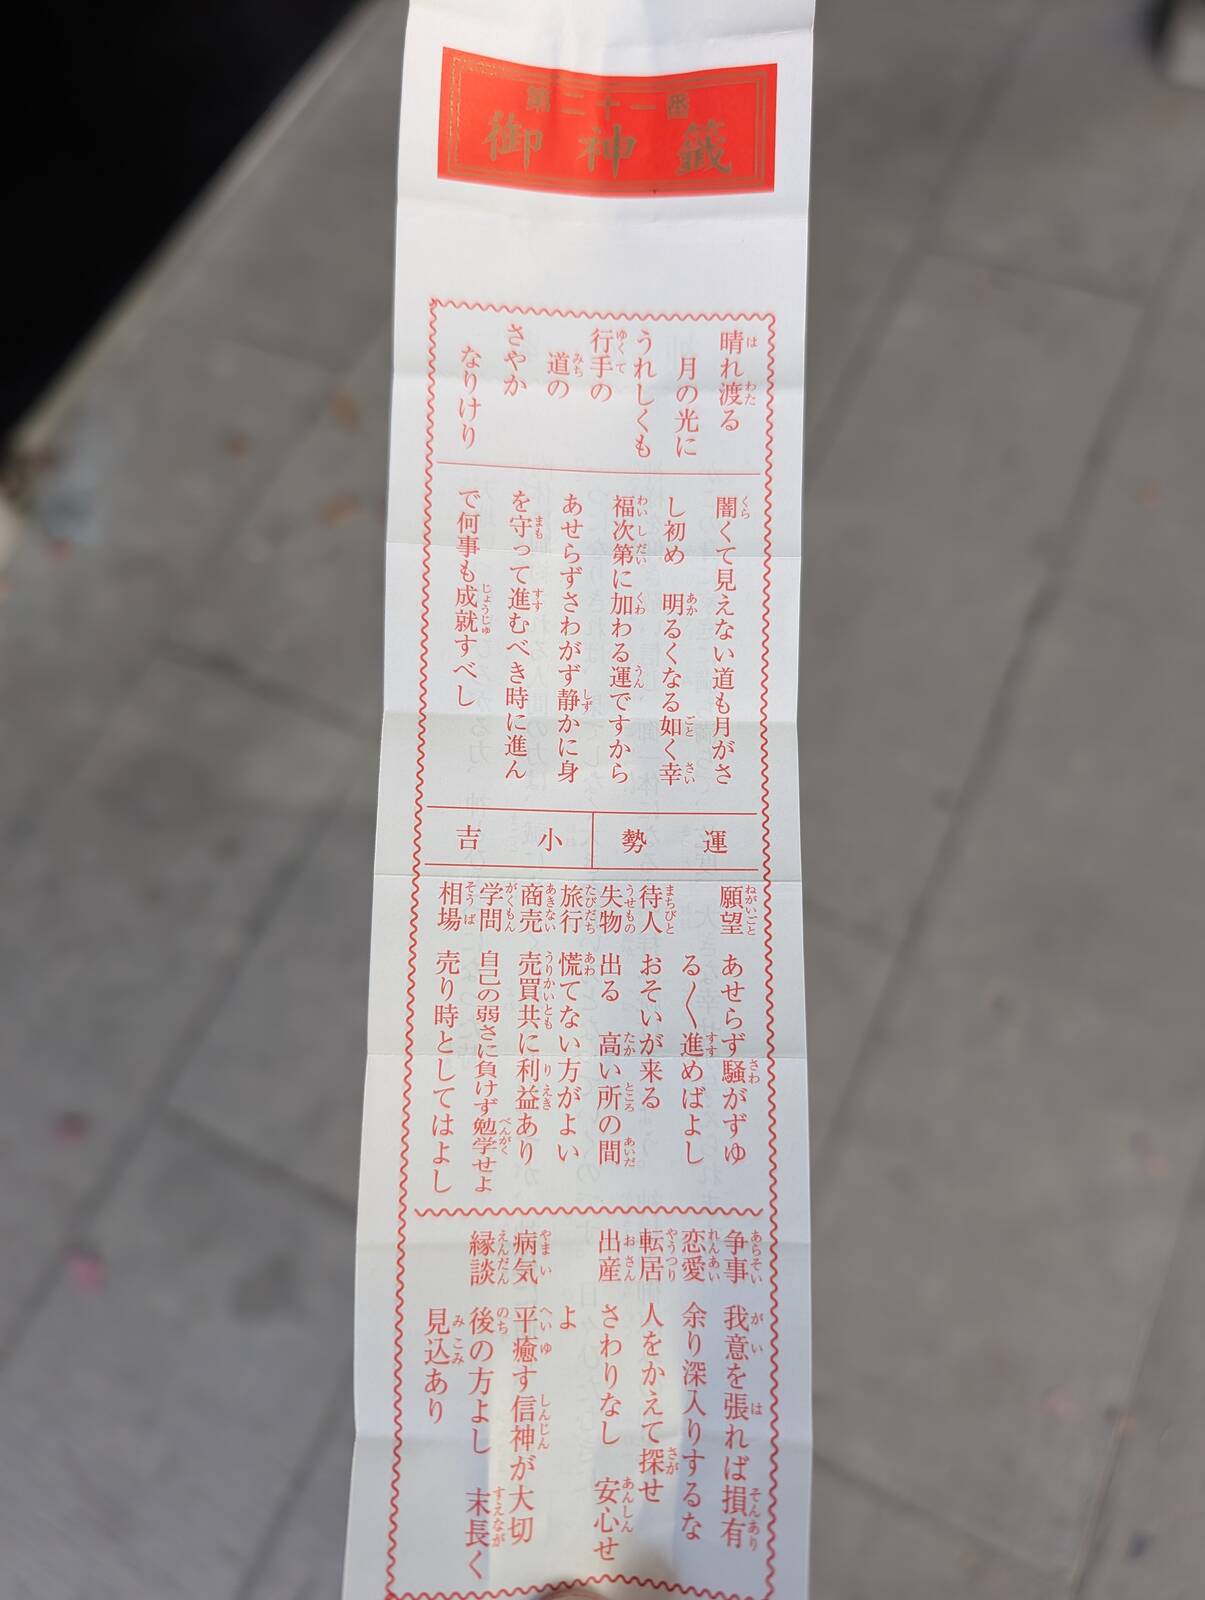 第二十一番
御神籤
晴れ渡る
月の光に
うれしくも
行手の
道の
さやか
なりけり
闇くて見えない道も月がさ
し初め 明るくなる如く幸
福次第に加わる運ですから
あせらずさわがず静かに身
を守って進むべき時に進ん
で何事も成就すべし
運勢 小吉
願望 あせらず騒がずゆ
る〱進めばよし
待人 おそいが来る
失物 出る 高い所の間
旅行 慌てない方がよい
商売 売買共に利益あり
学問 自己の弱さに負けず勉学せよ
相場 売り時としてはよし
争事 我意を張れば損有
恋愛 余り深入りするな
転居 人をかえて探せ
出産 さわりなし 安心せ
よ
病気 平癒す信神が大切
縁談 後の方よし 末長く
見込あり